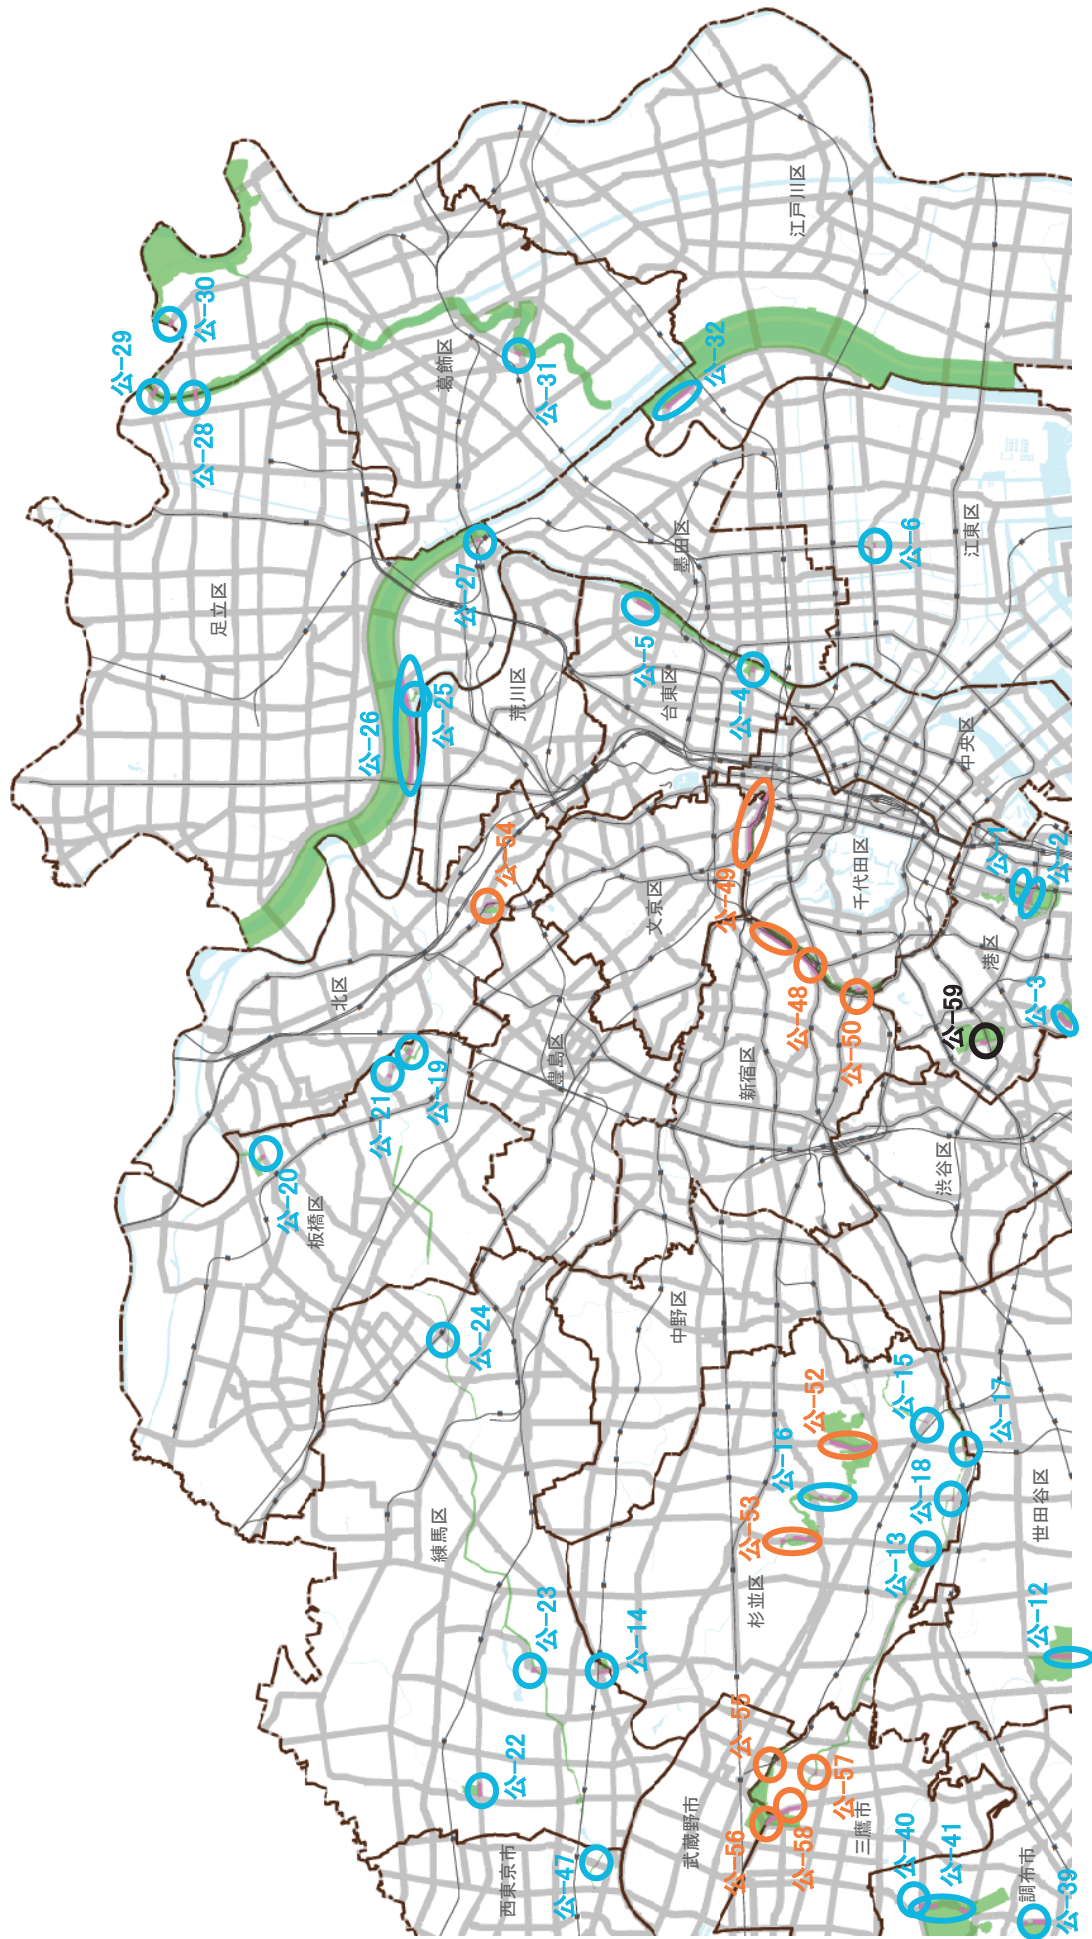 公-29
公-30
公-28
葛飾区
公-31
公-32
江戸川区
足立区
公-27
墨田区
公-6
江東区
公-26
公-25
荒川区
公-5
台東区
公-4
中央区
公-54
文京区
公-49
千代田区
公-1
公-2
港区
北区
公-48
公-50
公-59
公-3
公-21
公-19
豊島区
新宿区
渋谷区
公-20
板橋区
公-24
中野区
公-52
公-15
公-17
公-16
公-18
世田谷区
練馬区
公-53
公-13
杉並区
公-12
公-23
公-14
公-22
公-55
公-57
武蔵野市
三鷹市
公-56
公-58
公-40
公-41
西東京市
公-47
調布市
公-39